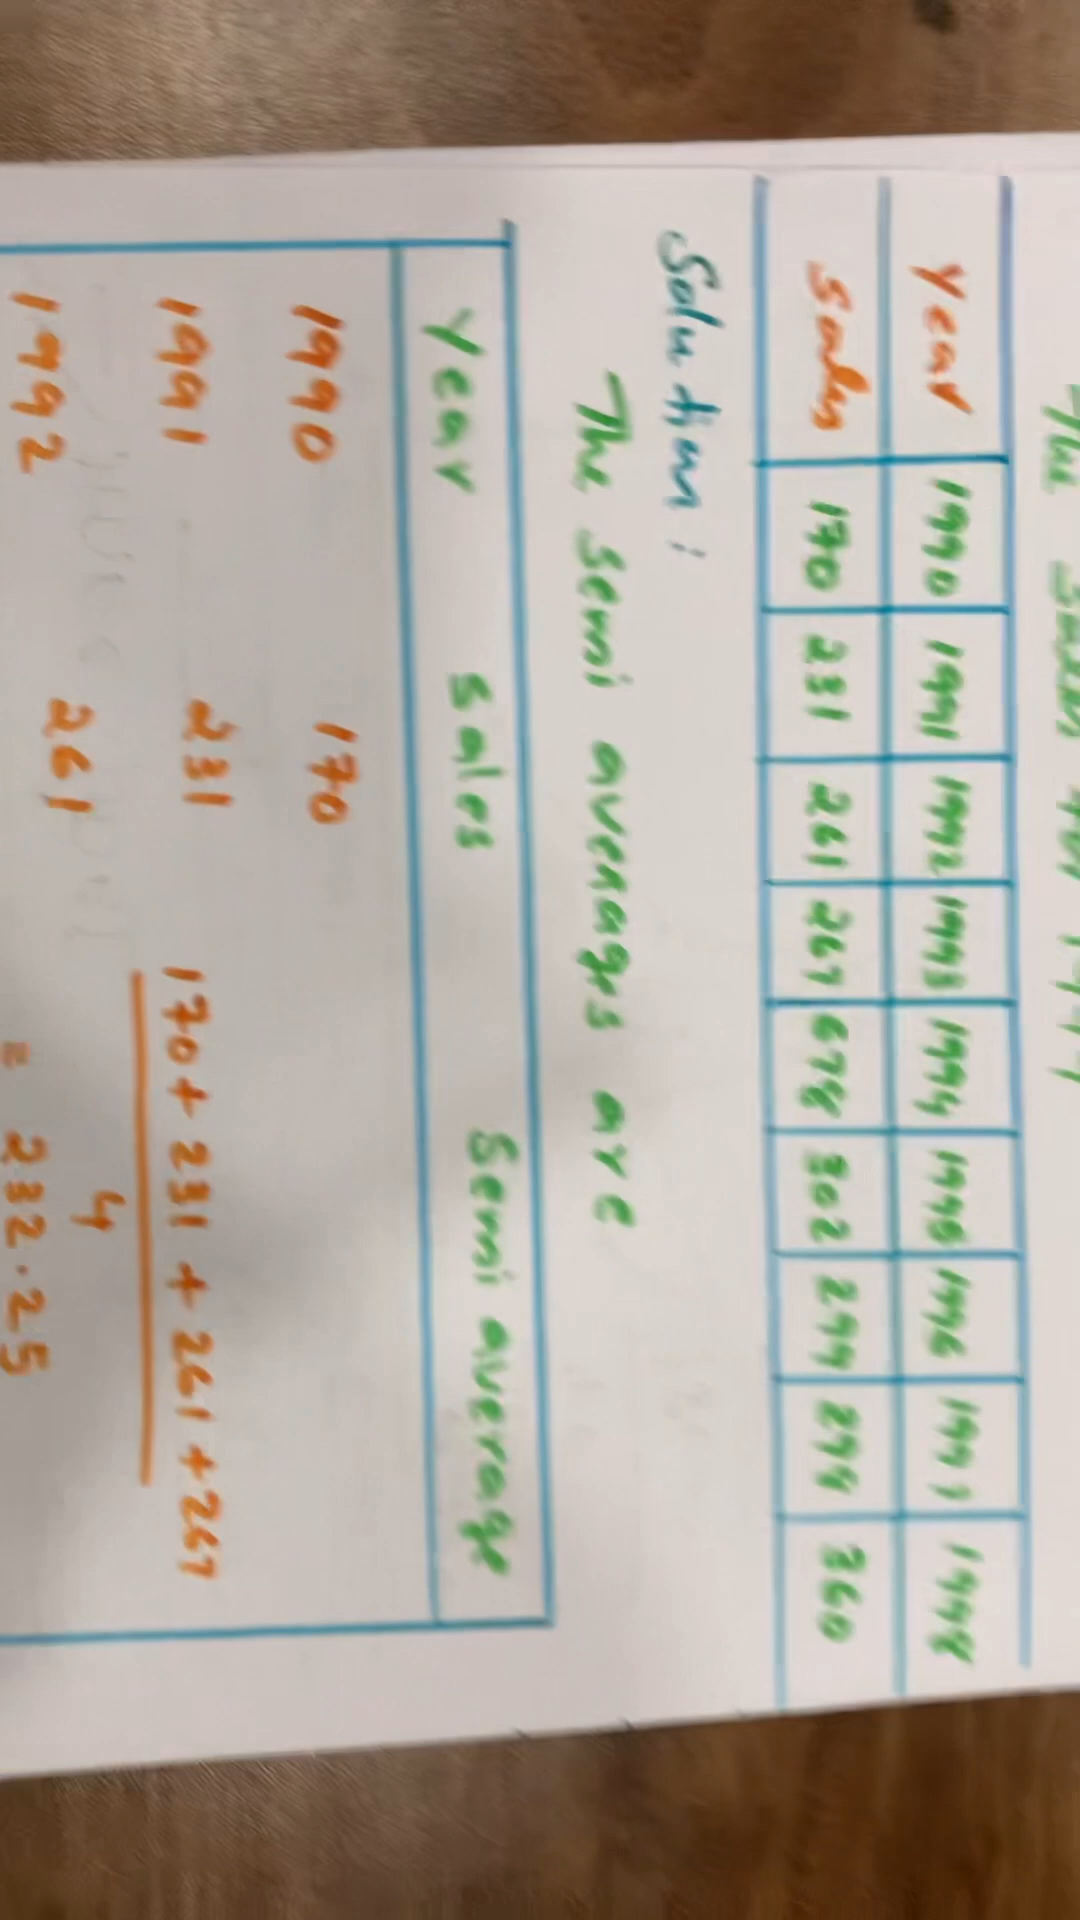 Year 1990 1991 1992 1993 1994 1995 1996 1997 1998
Sales 170 231 261 267 678 302 299 298 360
Solution :
The Semi averages are
Year Sales Semi average
1990 170
1991 231 170 + 231 + 261 + 267
4
1992 261 = 232.25